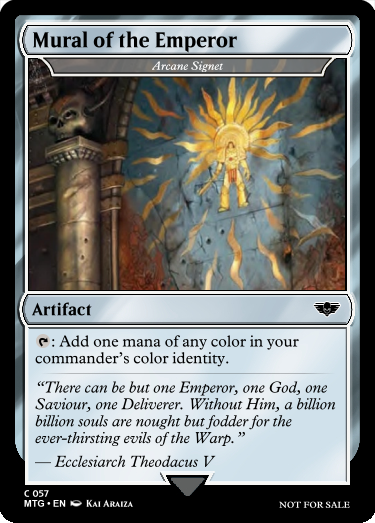 Mural of the Emperor
Arcane Signet
Artifact
: Add one mana of any color in your
commander's color identity.
“There can be but one Emperor, one God, one
Saviour, one Deliverer. Without Him, a billion
billion souls are nought but fodder for the
ever-thirsting evils of the Warp.”
— Ecclesiarch Theodacus V
C 057
MTG • EN Kai Araiza
NOT FOR SALE